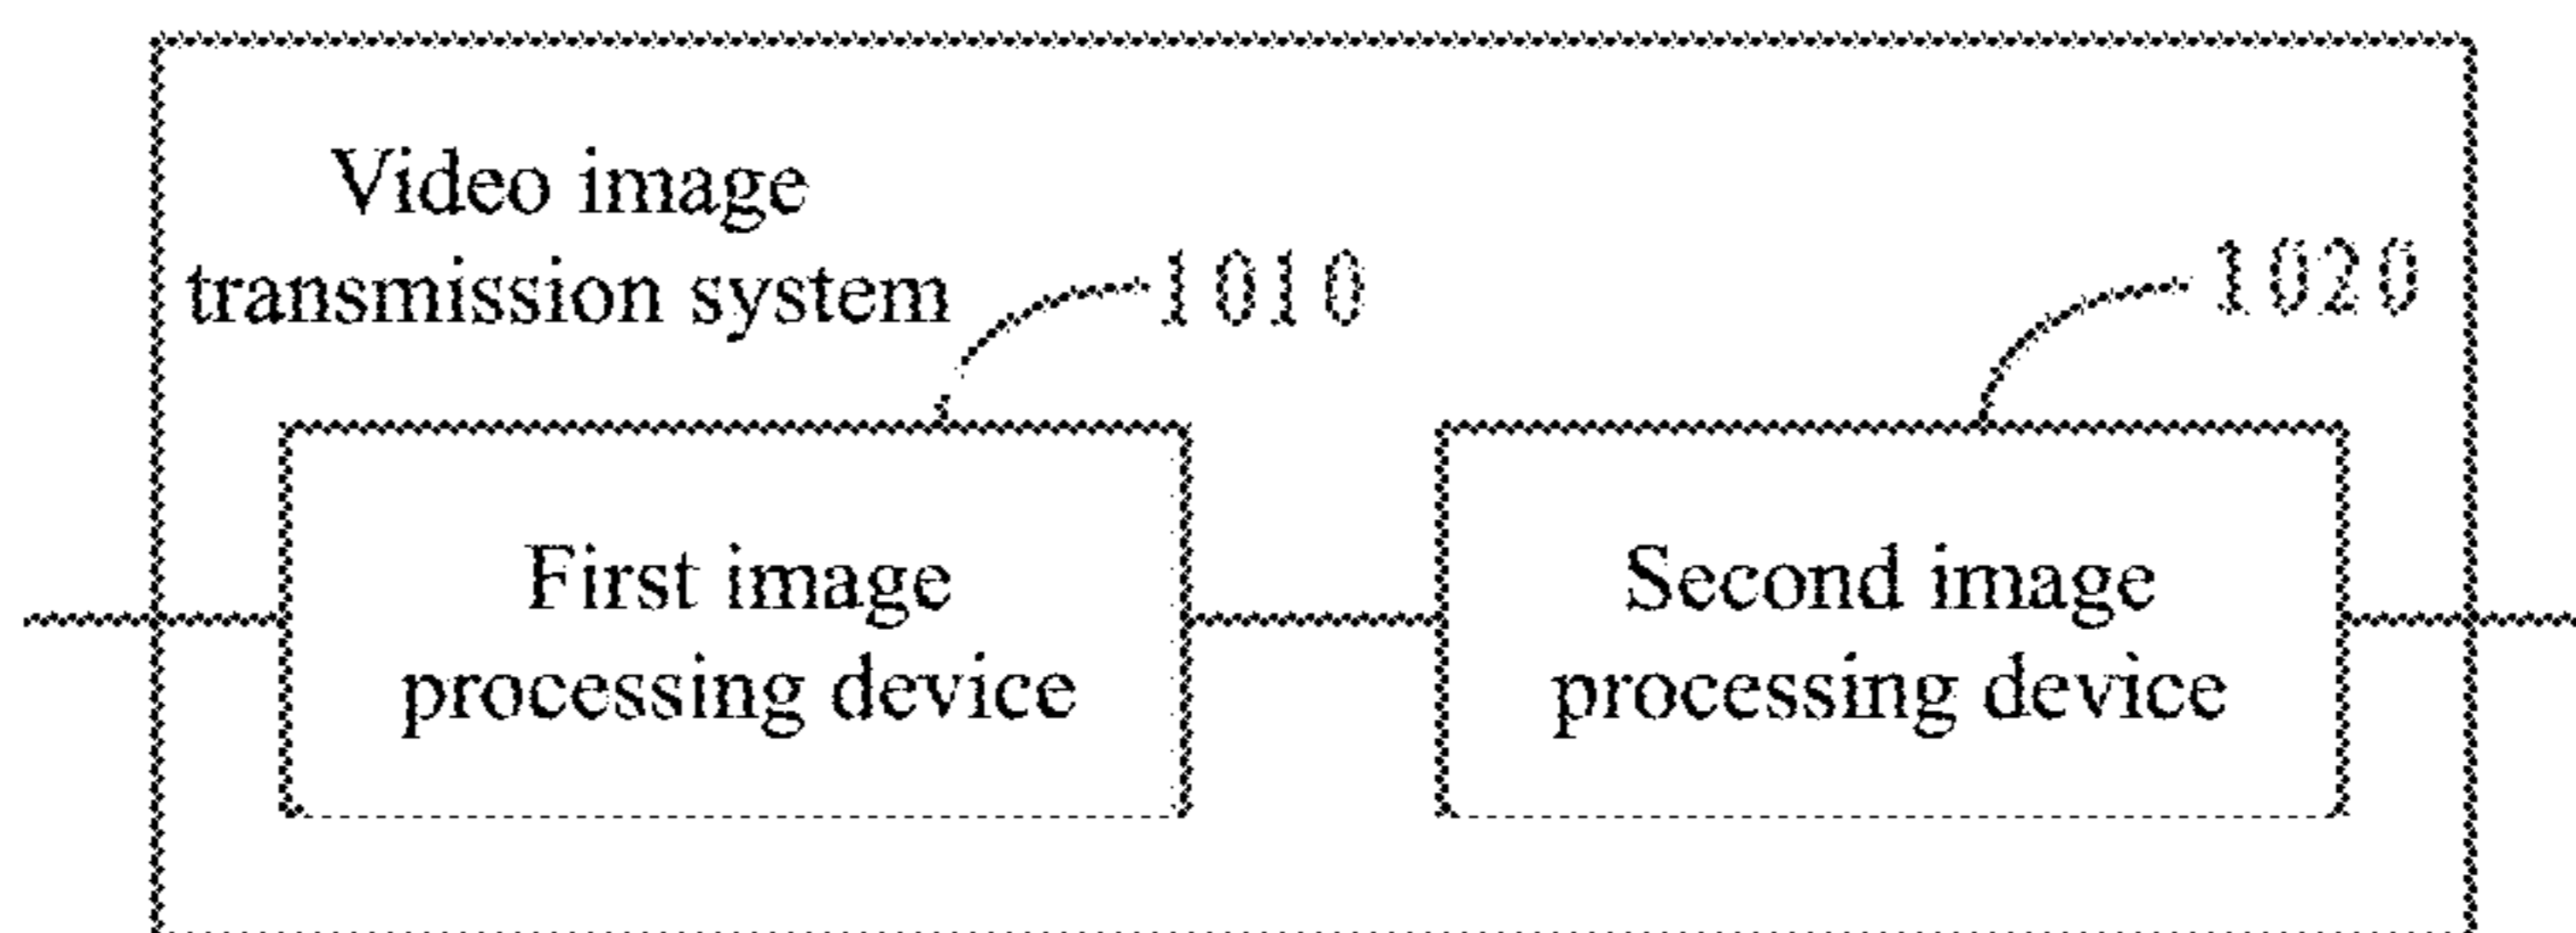 Video image
transmission system
1010
1020
First image
processing device
Second image
processing device